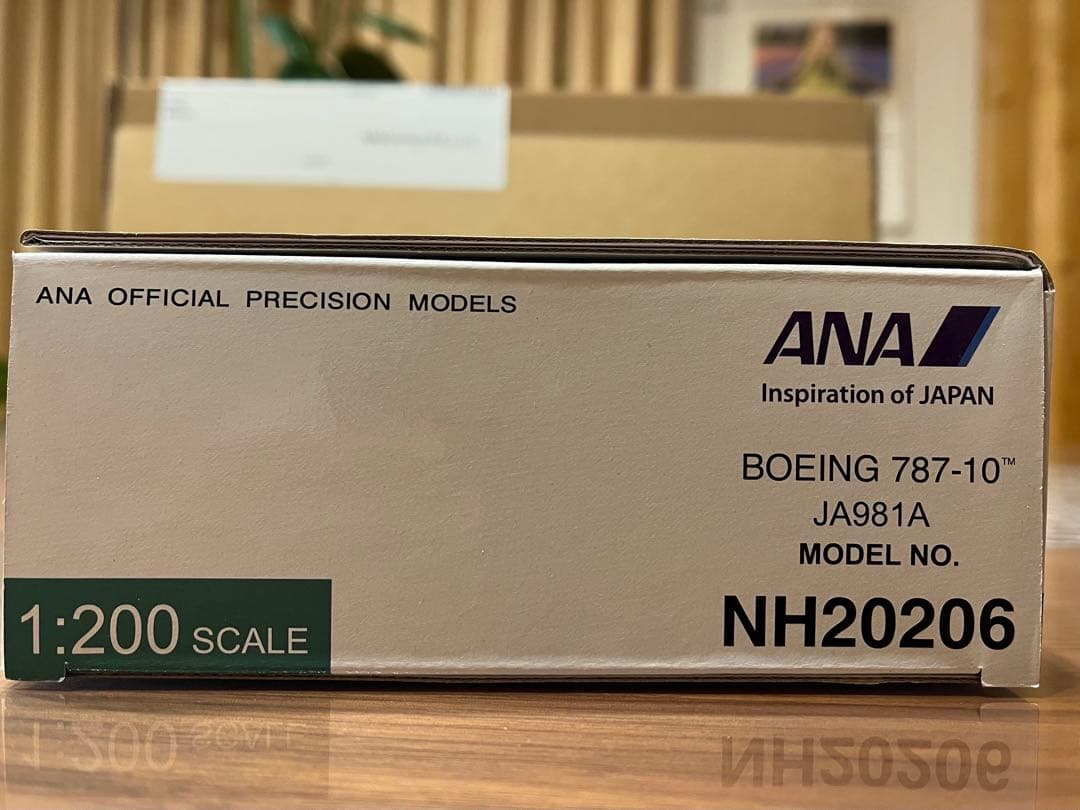 ANA OFFICIAL PRECISION MODELS
ANA
Inspiration of JAPAN
BOEING 787-10™
JA981A
MODEL NO.
NH20206
1:200 SCALE